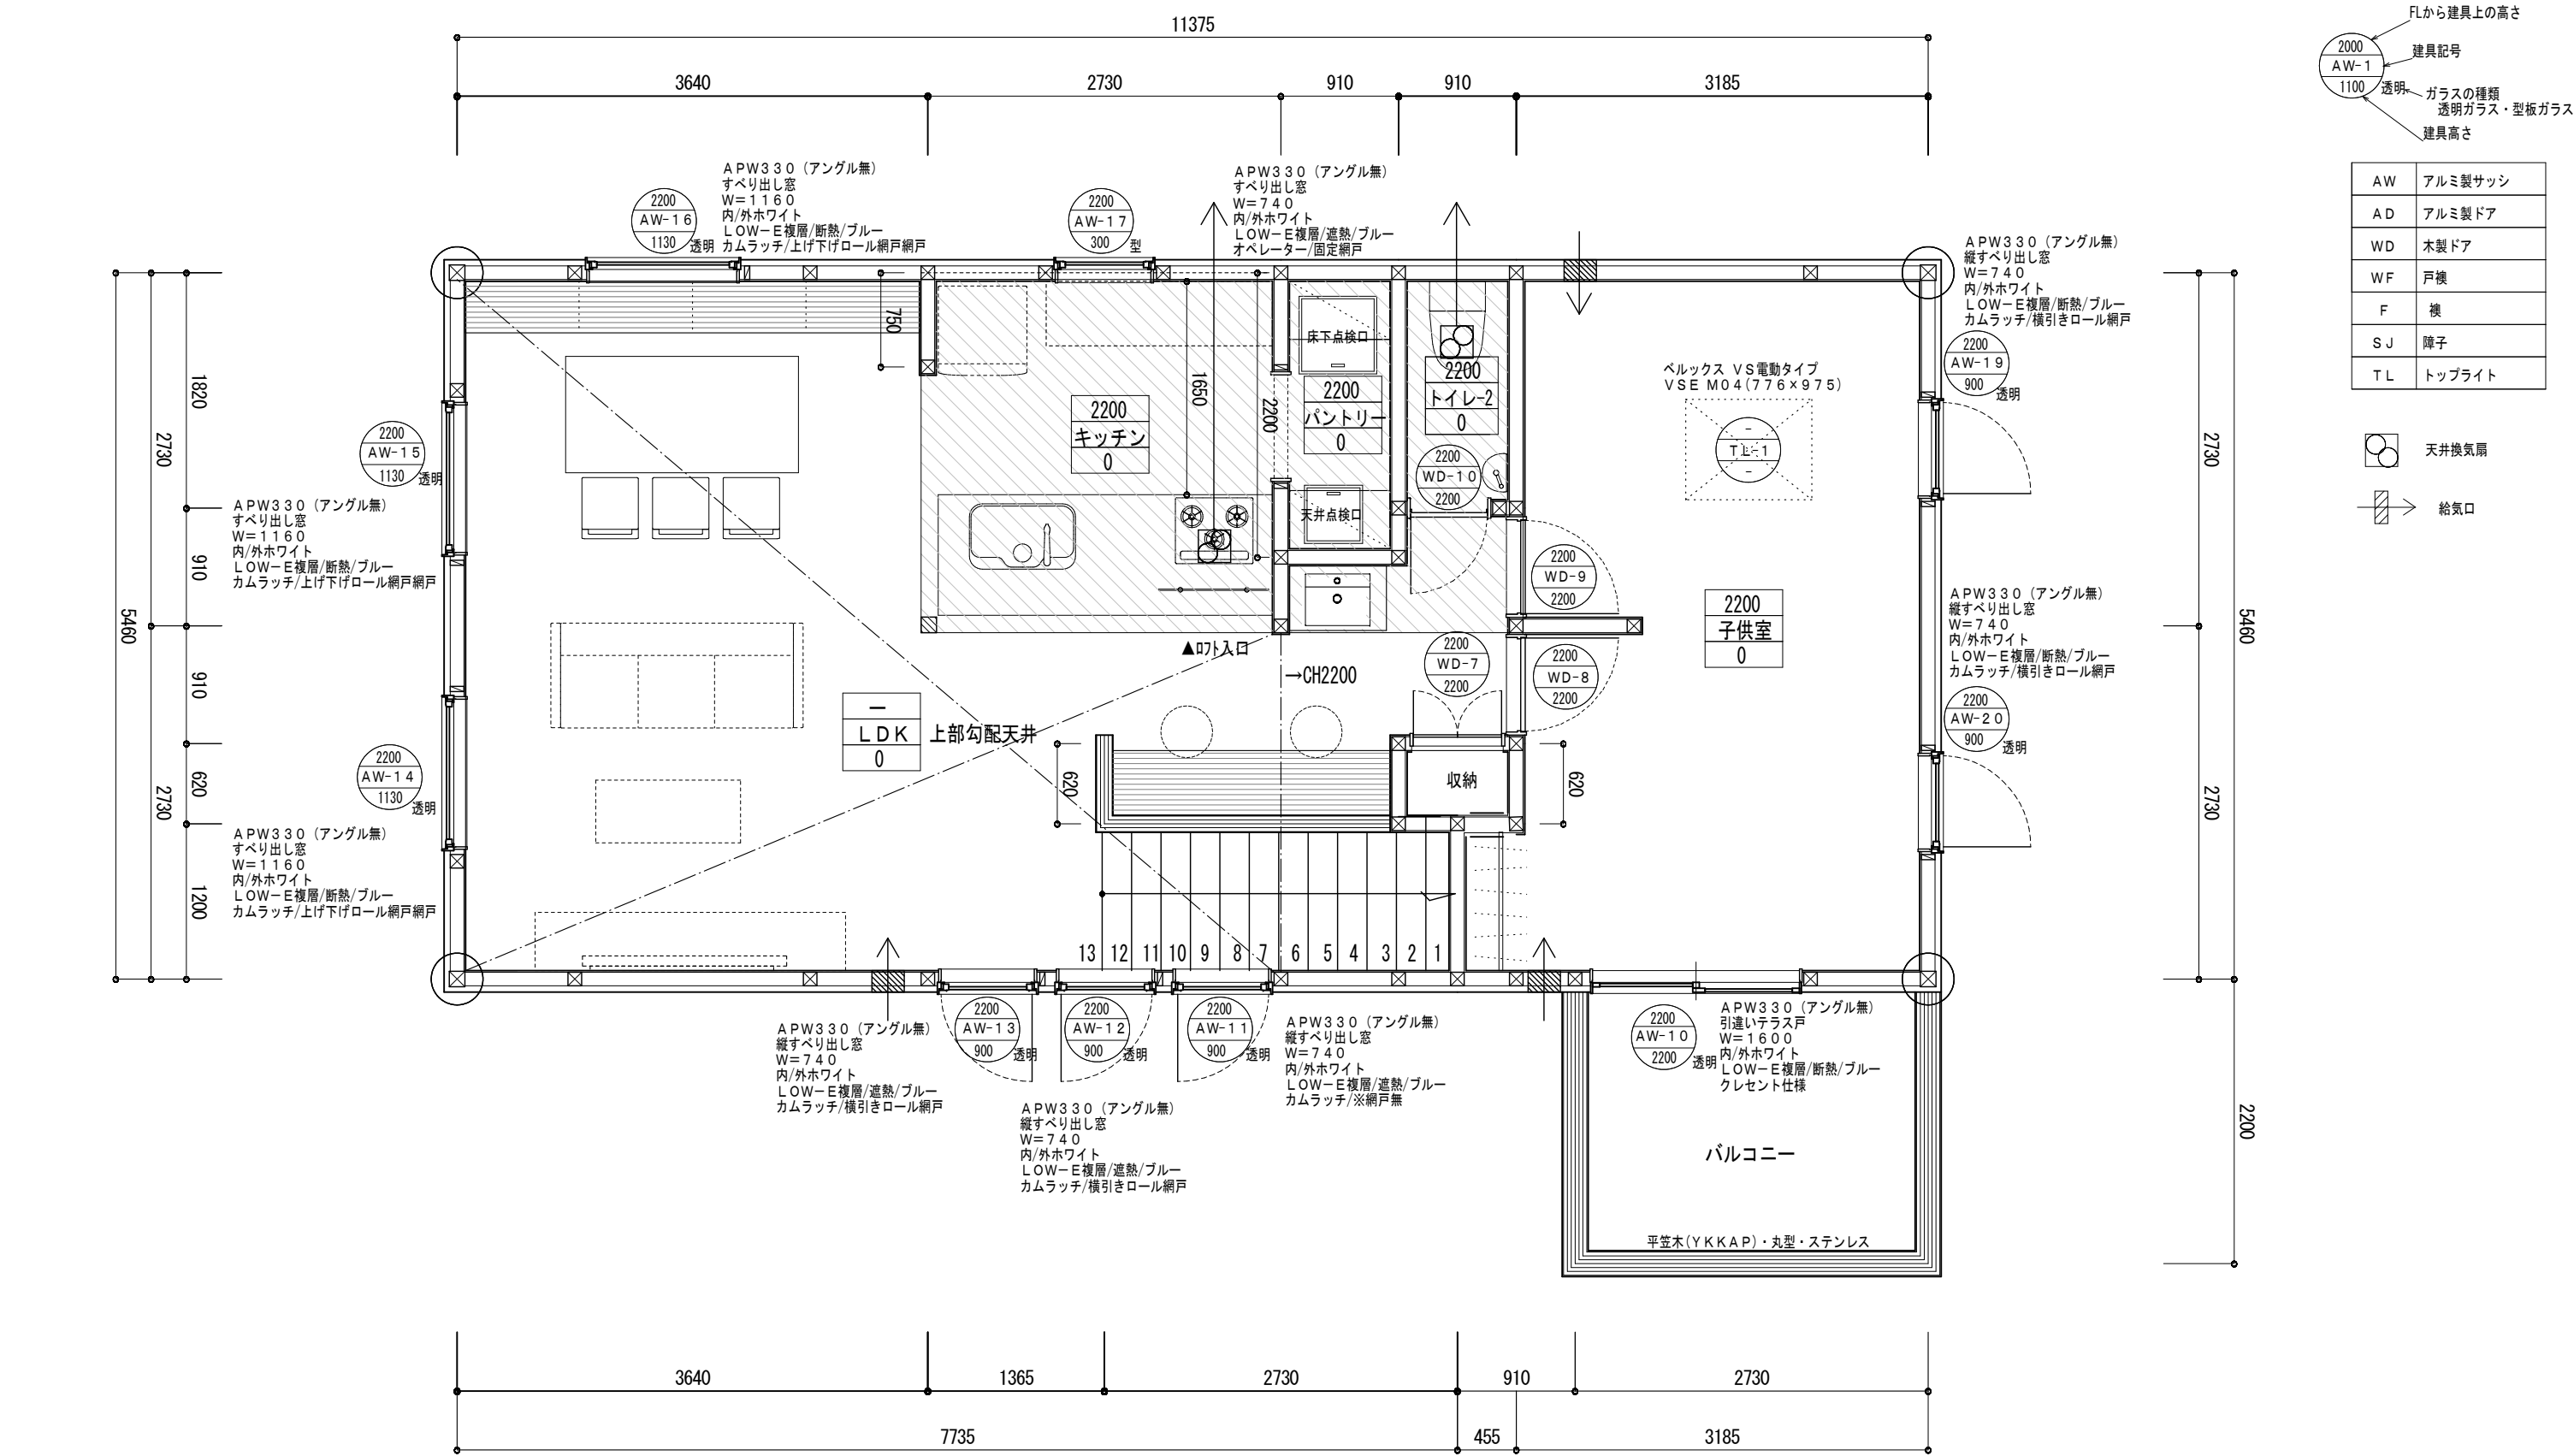 11375
3640
2730
910
910
3185
FLから建具上の高さ
2000
AW-1
1100
透明
建具記号
ガラスの種類
透明ガラス・型板ガラス
建具高さ
AW アルミ製サッシ
AD アルミ製ドア
WD 木製ドア
WF 戸襖
F 襖
SJ 障子
TL トップライト
天井換気扇
給気口
2200
AW-16
1130
透明
APW330（アングル無）
すべり出し窓
W=1160
内/外ホワイト
LOW-E複層/断熱/ブルー
カムラッチ/上げ下げロール網戸網戸
2200
AW-17
300
型
APW330（アングル無）
すべり出し窓
W=740
内/外ホワイト
LOW-E複層/遮熱/ブルー
オペレーター/固定網戸
APW330（アングル無）
縦すべり出し窓
W=740
内/外ホワイト
LOW-E複層/断熱/ブルー
カムラッチ/横引きロール網戸
2200
AW-19
900
透明
1820
2730
910
5460
910
620
2730
1200
2200
AW-15
1130
透明
APW330（アングル無）
すべり出し窓
W=1160
内/外ホワイト
LOW-E複層/断熱/ブルー
カムラッチ/上げ下げロール網戸網戸
2200
AW-14
1130
透明
APW330（アングル無）
すべり出し窓
W=1160
内/外ホワイト
LOW-E複層/断熱/ブルー
カムラッチ/上げ下げロール網戸網戸
750
1650
2200
2200
キッチン
0
床下点検口
2200
パントリー
0
天井点検口
2200
トイレ-2
0
2200
WD-10
2200
ベルックス VS電動タイプ
VSE M04(776×975)
-
TL-1
-
2200
WD-9
2200
2200
子供室
0
▲ロフト入口
→CH2200
2200
WD-7
2200
2200
WD-8
2200
－
LDK
0
上部勾配天井
620
収納
620
13 12 11 10 9 8 7 6 5 4 3 2 1
2730
5460
2730
2200
APW330（アングル無）
縦すべり出し窓
W=740
内/外ホワイト
LOW-E複層/断熱/ブルー
カムラッチ/横引きロール網戸
2200
AW-20
900
透明
2200
AW-13
900
透明
2200
AW-12
900
透明
2200
AW-11
900
透明
APW330（アングル無）
縦すべり出し窓
W=740
内/外ホワイト
LOW-E複層/遮熱/ブルー
カムラッチ/横引きロール網戸
APW330（アングル無）
縦すべり出し窓
W=740
内/外ホワイト
LOW-E複層/遮熱/ブルー
カムラッチ/横引きロール網戸
APW330（アングル無）
縦すべり出し窓
W=740
内/外ホワイト
LOW-E複層/遮熱/ブルー
カムラッチ/※網戸無
2200
AW-10
2200
透明
APW330（アングル無）
引違いテラス戸
W=1600
内/外ホワイト
LOW-E複層/断熱/ブルー
クレセント仕様
バルコニー
平笠木(YKKAP)・丸型・ステンレス
3640
1365
2730
910
2730
7735
455
3185